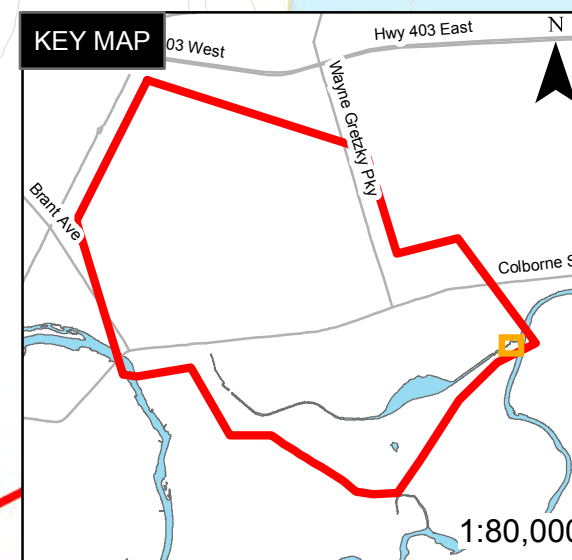 KEY MAP
03 West
Hwy 403 East
N
Wayne Gretzky Pky
Brant Ave
Colborne S
1:80,000